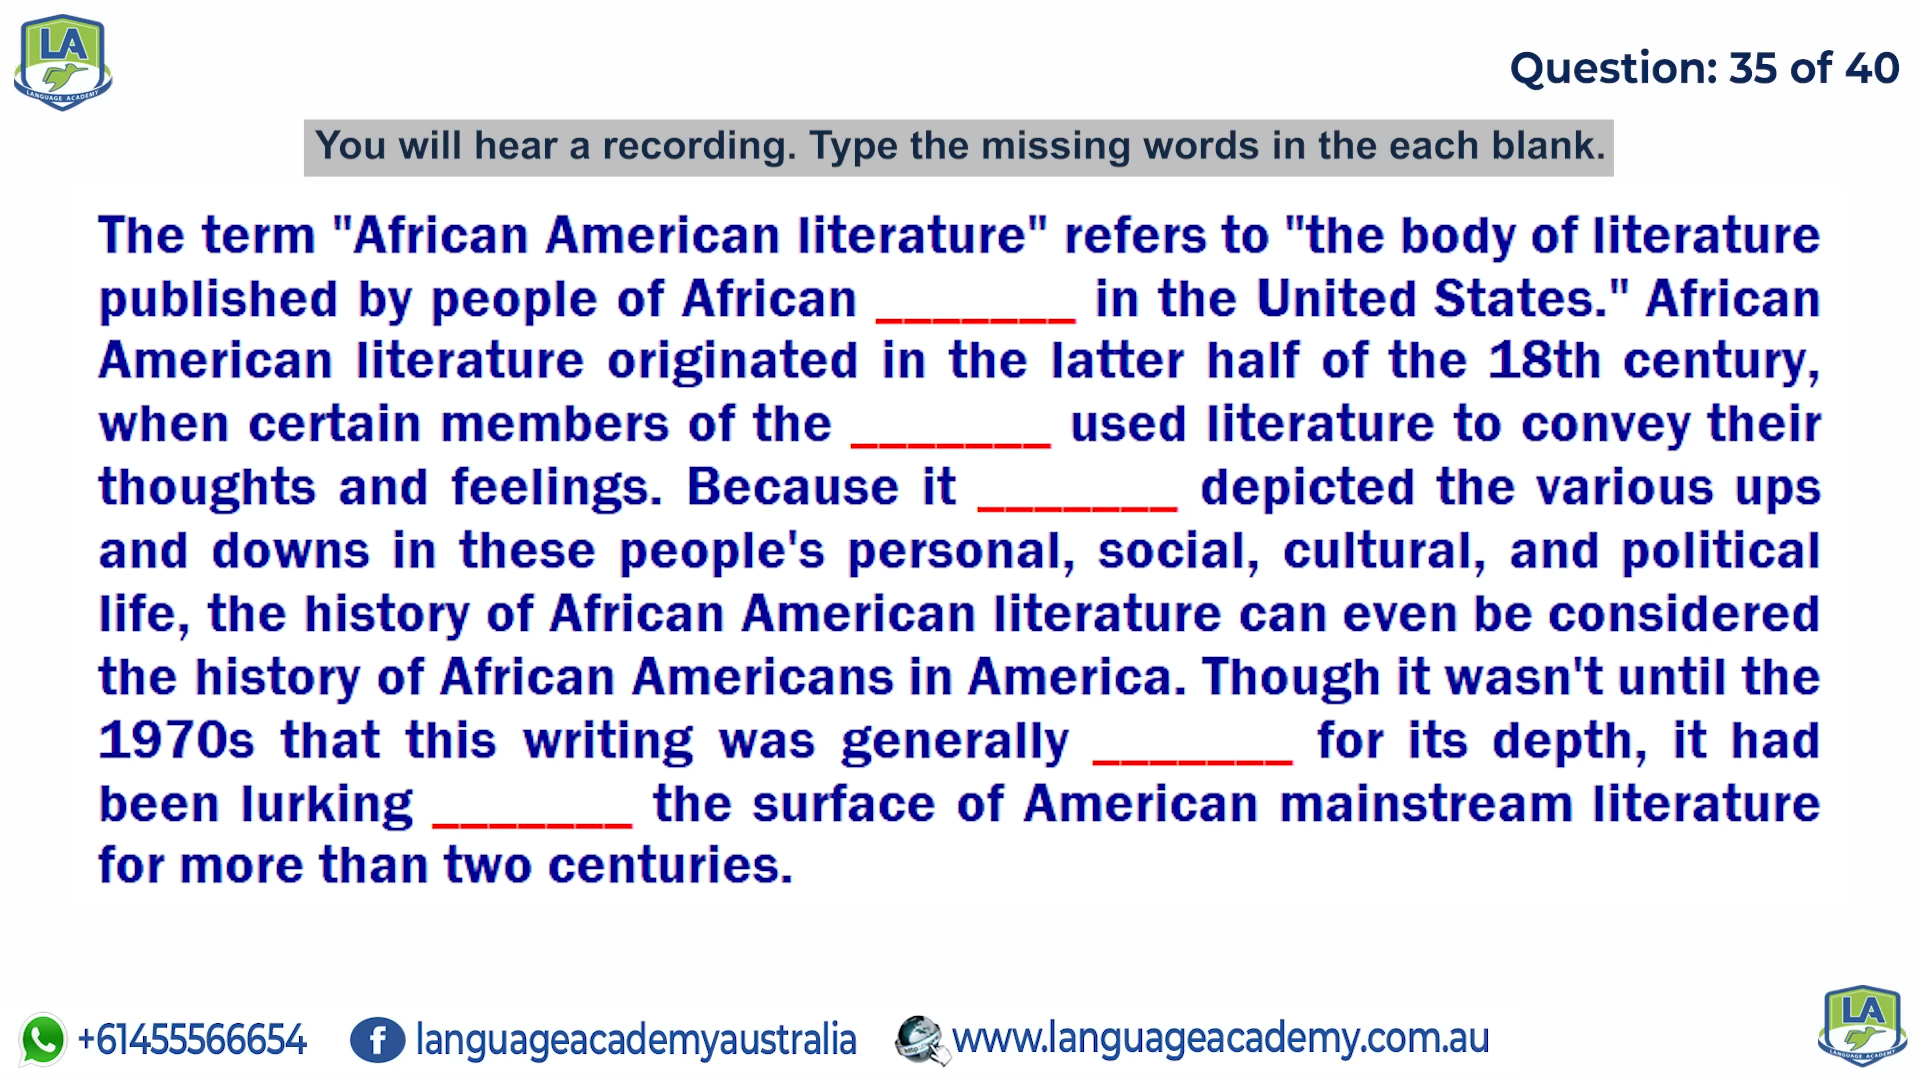 LA
LANGUAGE ACADEMY
Question: 35 of 40
You will hear a recording. Type the missing words in the each blank.
The term "African American literature" refers to "the body of literature
published by people of African _______ in the United States." African
American literature originated in the latter half of the 18th century,
when certain members of the _______ used literature to convey their
thoughts and feelings. Because it _______ depicted the various ups
and downs in these people's personal, social, cultural, and political
life, the history of African American literature can even be considered
the history of African Americans in America. Though it wasn't until the
1970s that this writing was generally _______ for its depth, it had
been lurking _______ the surface of American mainstream literature
for more than two centuries.
+61455566654 languageacademyaustralia www.languageacademy.com.au
LA
LANGUAGE ACADEMY